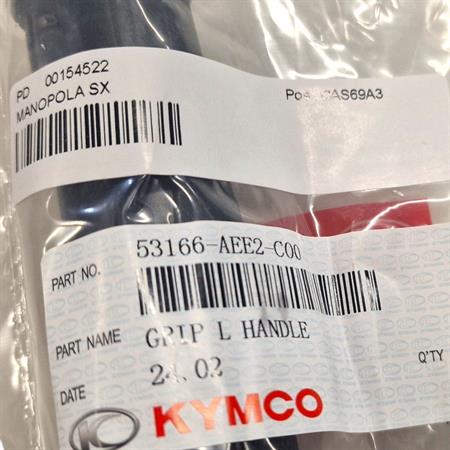 PD 00154522
MANOPOLA SX
PART NO. 53166-AEE2-C00
PART NAME GRIP L HANDLE
DATE 24.02
Q'TY
KYMCO